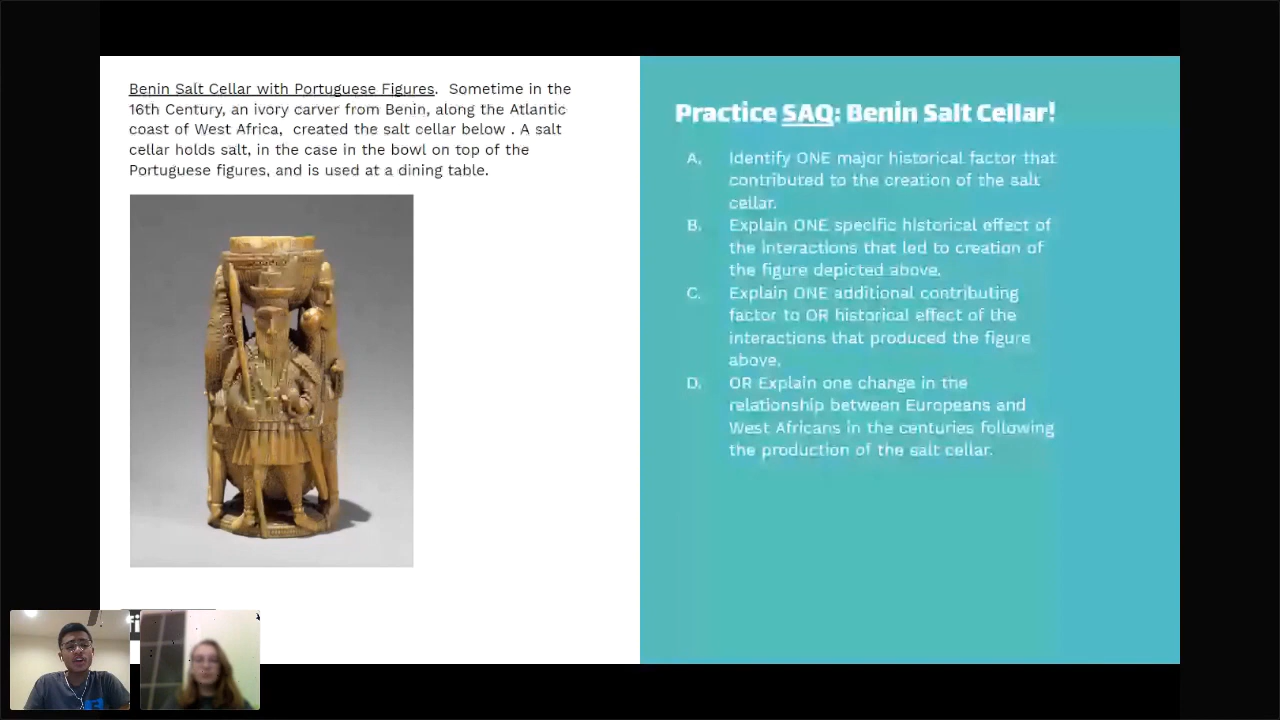 Benin Salt Cellar with Portuguese Figures.  Sometime in the
16th Century, an ivory carver from Benin, along the Atlantic
coast of West Africa,  created the salt cellar below . A salt
cellar holds salt, in the case in the bowl on top of the
Portuguese figures, and is used at a dining table.
Practice SAQ: Benin Salt Cellar!
A. Identify ONE major historical factor that
contributed to the creation of the salt
cellar.
B. Explain ONE specific historical effect of
the interactions that led to creation of
the figure depicted above.
C. Explain ONE additional contributing
factor to OR historical effect of the
interactions that produced the figure
above.
D. OR Explain one change in the
relationship between Europeans and
West Africans in the centuries following
the production of the salt cellar.